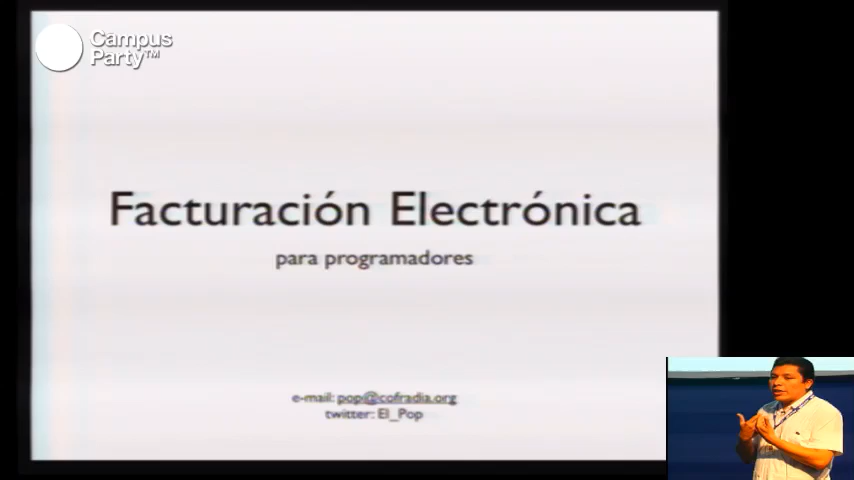 Campus
Party™
Facturación Electrónica
para programadores
e-mail: pop@cofradia.org
twitter: El_Pop